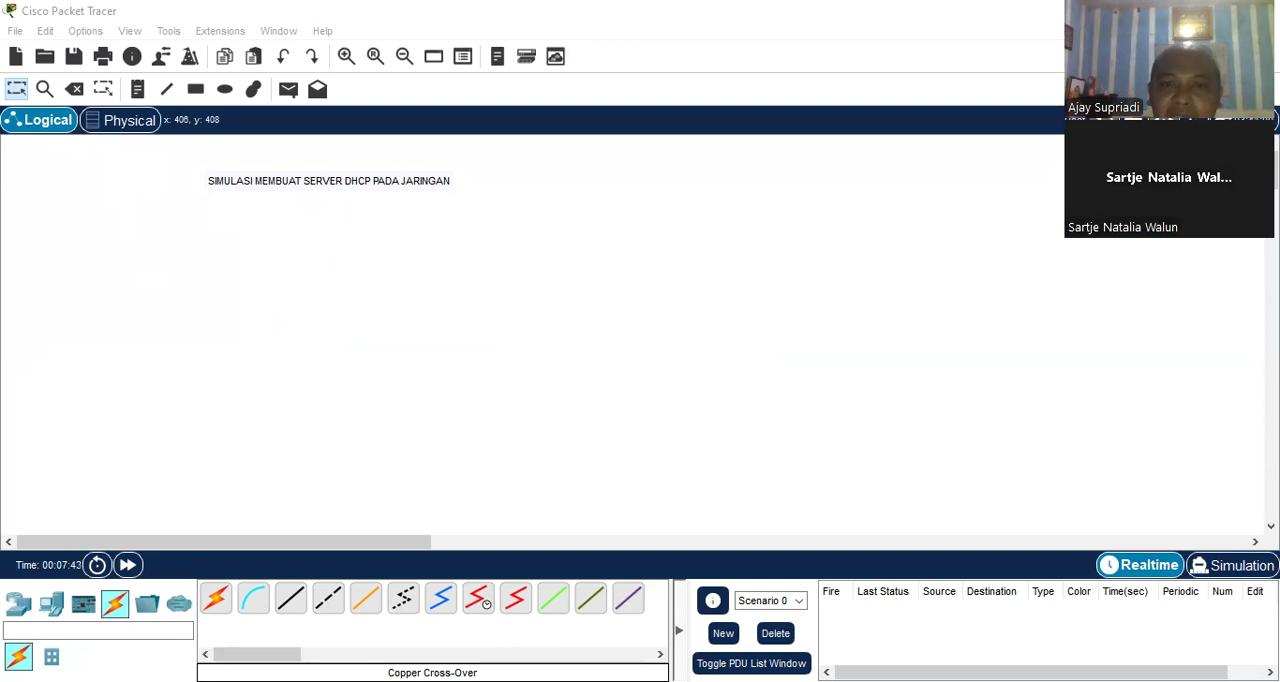 Cisco Packet Tracer
File Edit Options View Tools Extensions Window Help
Logical Physical x: 406, y: 408
Ajay Supriadi
SIMULASI MEMBUAT SERVER DHCP PADA JARINGAN
Sartje Natalia Wal...
Sartje Natalia Walun
Time: 00:07:43
Realtime Simulation
Scenario 0
Fire Last Status Source Destination Type Color Time(sec) Periodic Num Edit
New Delete
Toggle PDU List Window
Copper Cross-Over